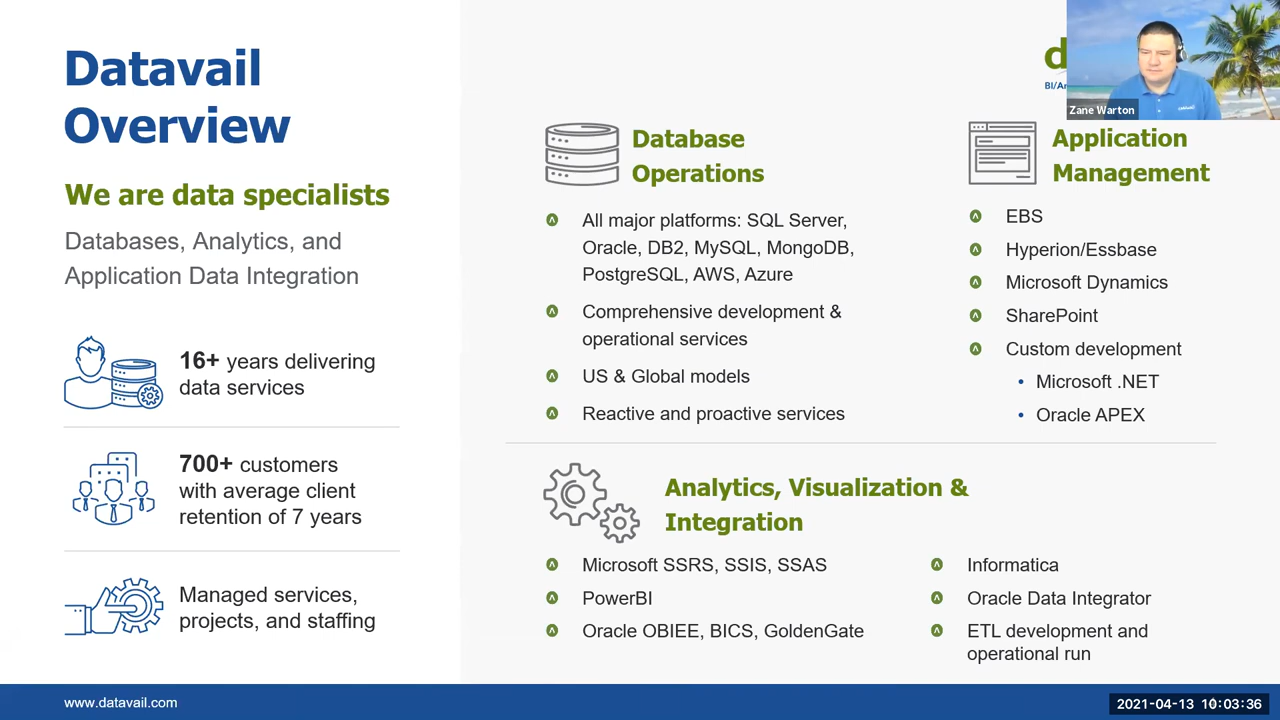 Datavail
Overview
We are data specialists
Databases, Analytics, and
Application Data Integration
16+ years delivering
data services
700+ customers
with average client
retention of 7 years
Managed services,
projects, and staffing
Database
Operations
All major platforms: SQL Server,
Oracle, DB2, MySQL, MongoDB,
PostgreSQL, AWS, Azure
Comprehensive development &
operational services
US & Global models
Reactive and proactive services
Zane Warton
Application
Management
EBS
Hyperion/Essbase
Microsoft Dynamics
SharePoint
Custom development
Microsoft .NET
Oracle APEX
Analytics, Visualization &
Integration
Microsoft SSRS, SSIS, SSAS
PowerBI
Oracle OBIEE, BICS, GoldenGate
Informatica
Oracle Data Integrator
ETL development and
operational run
www.datavail.com
2021-04-13 10:03:36